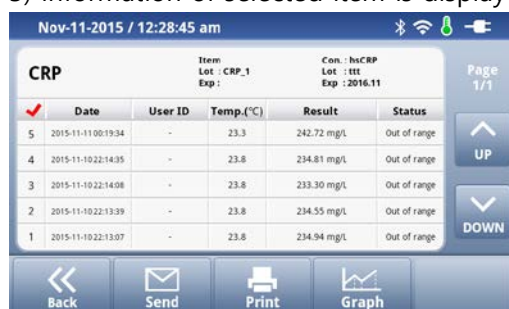 Nov-11-2015 / 12:28:45 am
CRP
Item
Lot : CRP_1
Exp :
Con. : hsCRP
Lot : ttt
Exp : 2016.11
Page
1/1
Date User ID Temp.(℃) Result Status
5 2015-11-11 00:19:34 - 23.3 242.72 mg/L Out of range
4 2015-11-10 22:14:35 - 23.8 234.81 mg/L Out of range
3 2015-11-10 22:14:08 - 23.8 233.30 mg/L Out of range
2 2015-11-10 22:13:39 - 23.8 234.55 mg/L Out of range
1 2015-11-10 22:13:07 - 23.8 234.94 mg/L Out of range
UP
DOWN
Back Send Print Graph